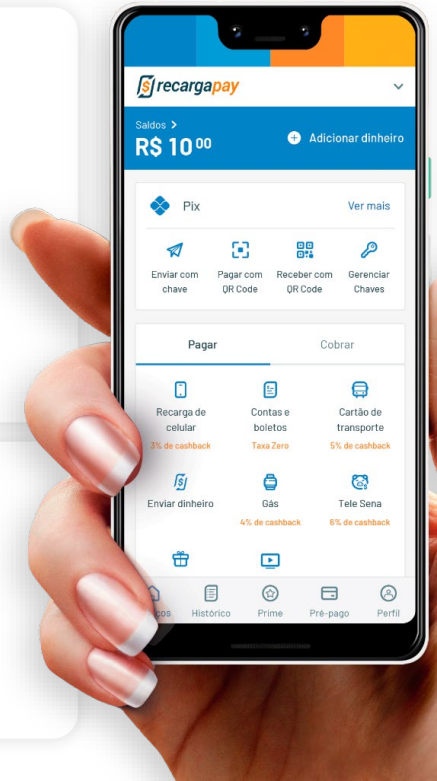 recargapay
Saldos >
R$ 10 00
Adicionar dinheiro
Pix
Ver mais
Enviar com
chave
Pagar com
QR Code
Receber com
QR Code
Gerenciar
Chaves
Pagar
Cobrar
Recarga de
celular
3% de cashback
Contas e
boletos
Taxa Zero
Cartão de
transporte
5% de cashback
Enviar dinheiro
Gás
4% de cashback
Tele Sena
6% de cashback
Histórico
Prime
Pré-pago
Perfil